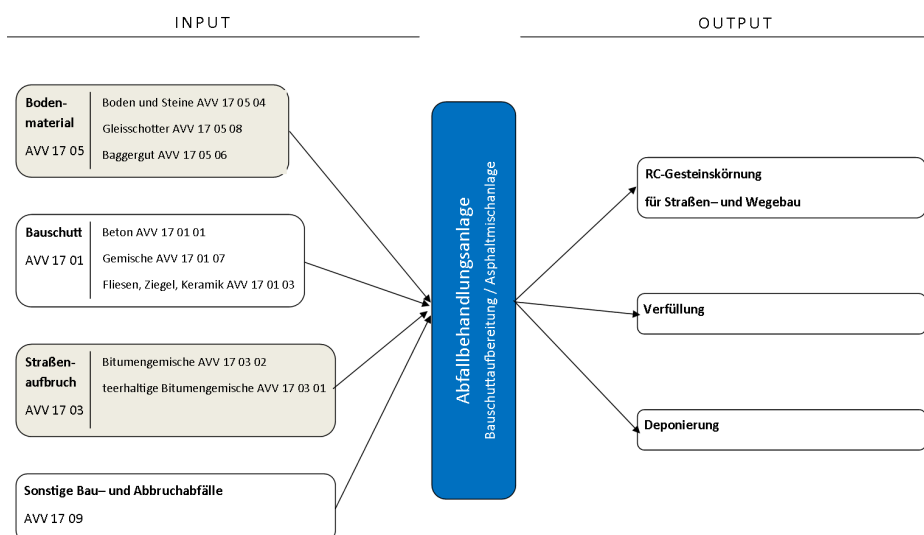 INPUT
OUTPUT
Boden-
material
AVV 17 05
Boden und Steine AVV 17 05 04
Gleisschotter AVV 17 05 08
Baggergut AVV 17 05 06
Bauschutt
AVV 17 01
Beton AVV 17 01 01
Gemische AVV 17 01 07
Fliesen, Ziegel, Keramik AVV 17 01 03
Straßen-
aufbruch
AVV 17 03
Bitumengemische AVV 17 03 02
teerhaltige Bitumengemische AVV 17 03 01
Sonstige Bau– und Abbruchabfälle
AVV 17 09
Abfallbehandlungsanlage
Bauschuttaufbereitung / Asphaltmischanlage
RC-Gesteinskörnung
für Straßen– und Wegebau
Verfüllung
Deponierung